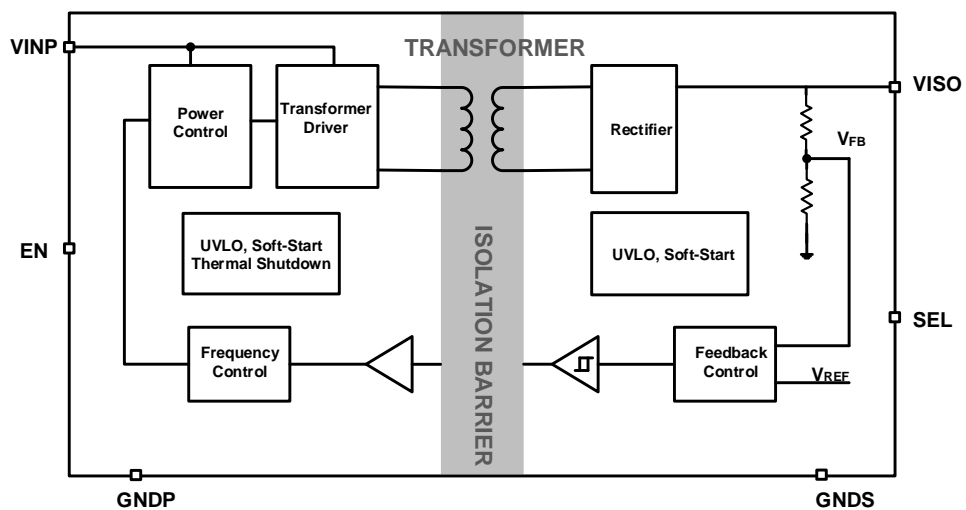 VINP
TRANSFORMER
VISO
Power
Control
Transformer
Driver
Rectifier
VFB
EN
UVLO, Soft-Start
Thermal Shutdown
ISOLATION BARRIER
UVLO, Soft-Start
SEL
Frequency
Control
Feedback
Control
VREF
GNDP
GNDS